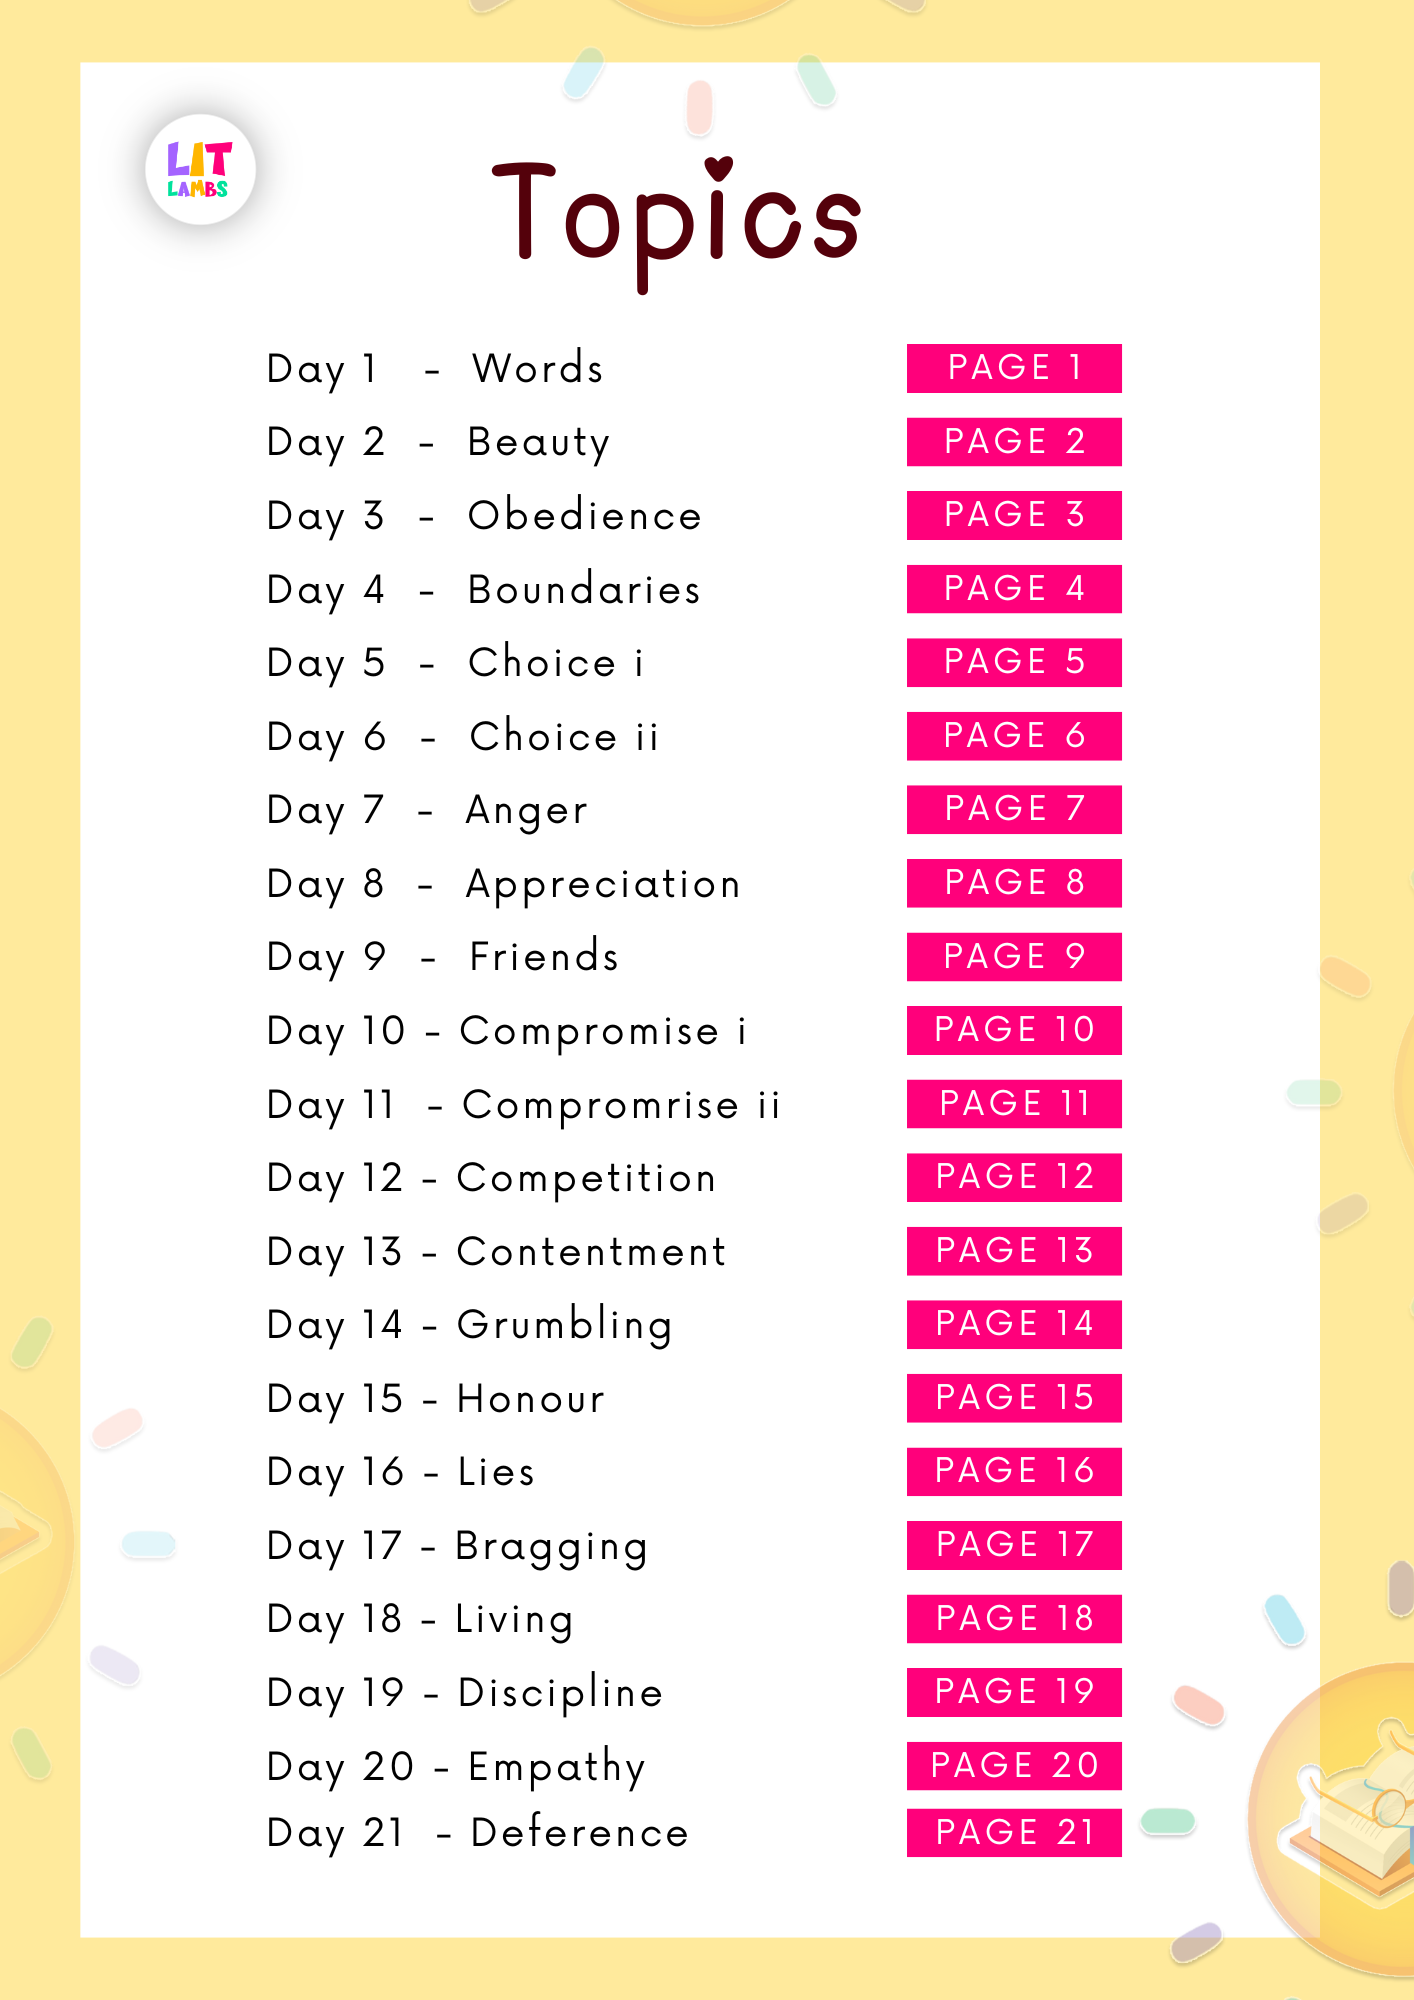 LIT
LAMBS
Topics
Day 1 - Words PAGE 1
Day 2 - Beauty PAGE 2
Day 3 - Obedience PAGE 3
Day 4 - Boundaries PAGE 4
Day 5 - Choice i PAGE 5
Day 6 - Choice ii PAGE 6
Day 7 - Anger PAGE 7
Day 8 - Appreciation PAGE 8
Day 9 - Friends PAGE 9
Day 10 - Compromise i PAGE 10
Day 11 - Compromrise ii PAGE 11
Day 12 - Competition PAGE 12
Day 13 - Contentment PAGE 13
Day 14 - Grumbling PAGE 14
Day 15 - Honour PAGE 15
Day 16 - Lies PAGE 16
Day 17 - Bragging PAGE 17
Day 18 - Living PAGE 18
Day 19 - Discipline PAGE 19
Day 20 - Empathy PAGE 20
Day 21 - Deference PAGE 21